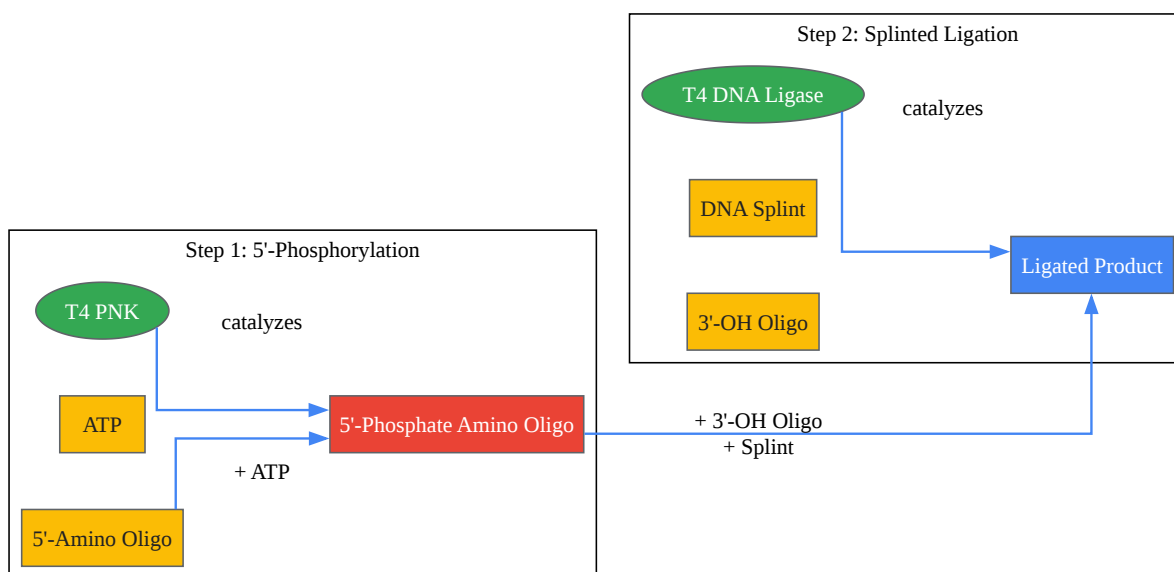 Step 2: Splinted Ligation
T4 DNA Ligase
catalyzes
DNA Splint
Ligated Product
3'-OH Oligo
Step 1: 5'-Phosphorylation
T4 PNK
catalyzes
ATP
5'-Phosphate Amino Oligo
+ ATP
5'-Amino Oligo
+ 3'-OH Oligo
+ Splint